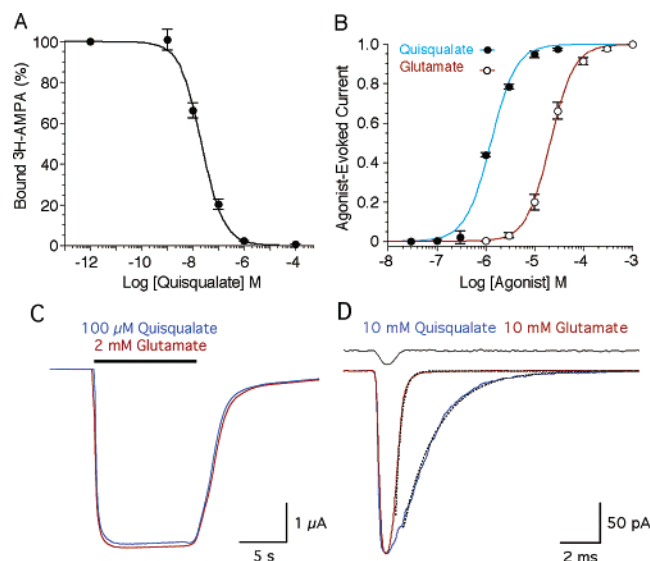 A
100
80
60
40
20
0
Bound ³H-AMPA (%)
-12 -10 -8 -6 -4
Log [Quisqualate] M
B
Quisqualate
Glutamate
1.0
0.8
0.6
0.4
0.2
0
Agonist-Evoked Current
-8 -7 -6 -5 -4 -3
Log [Agonist] M
C
100 µM Quisqualate
2 mM Glutamate
1 µA
5 s
D
10 mM Quisqualate 10 mM Glutamate
50 pA
2 ms